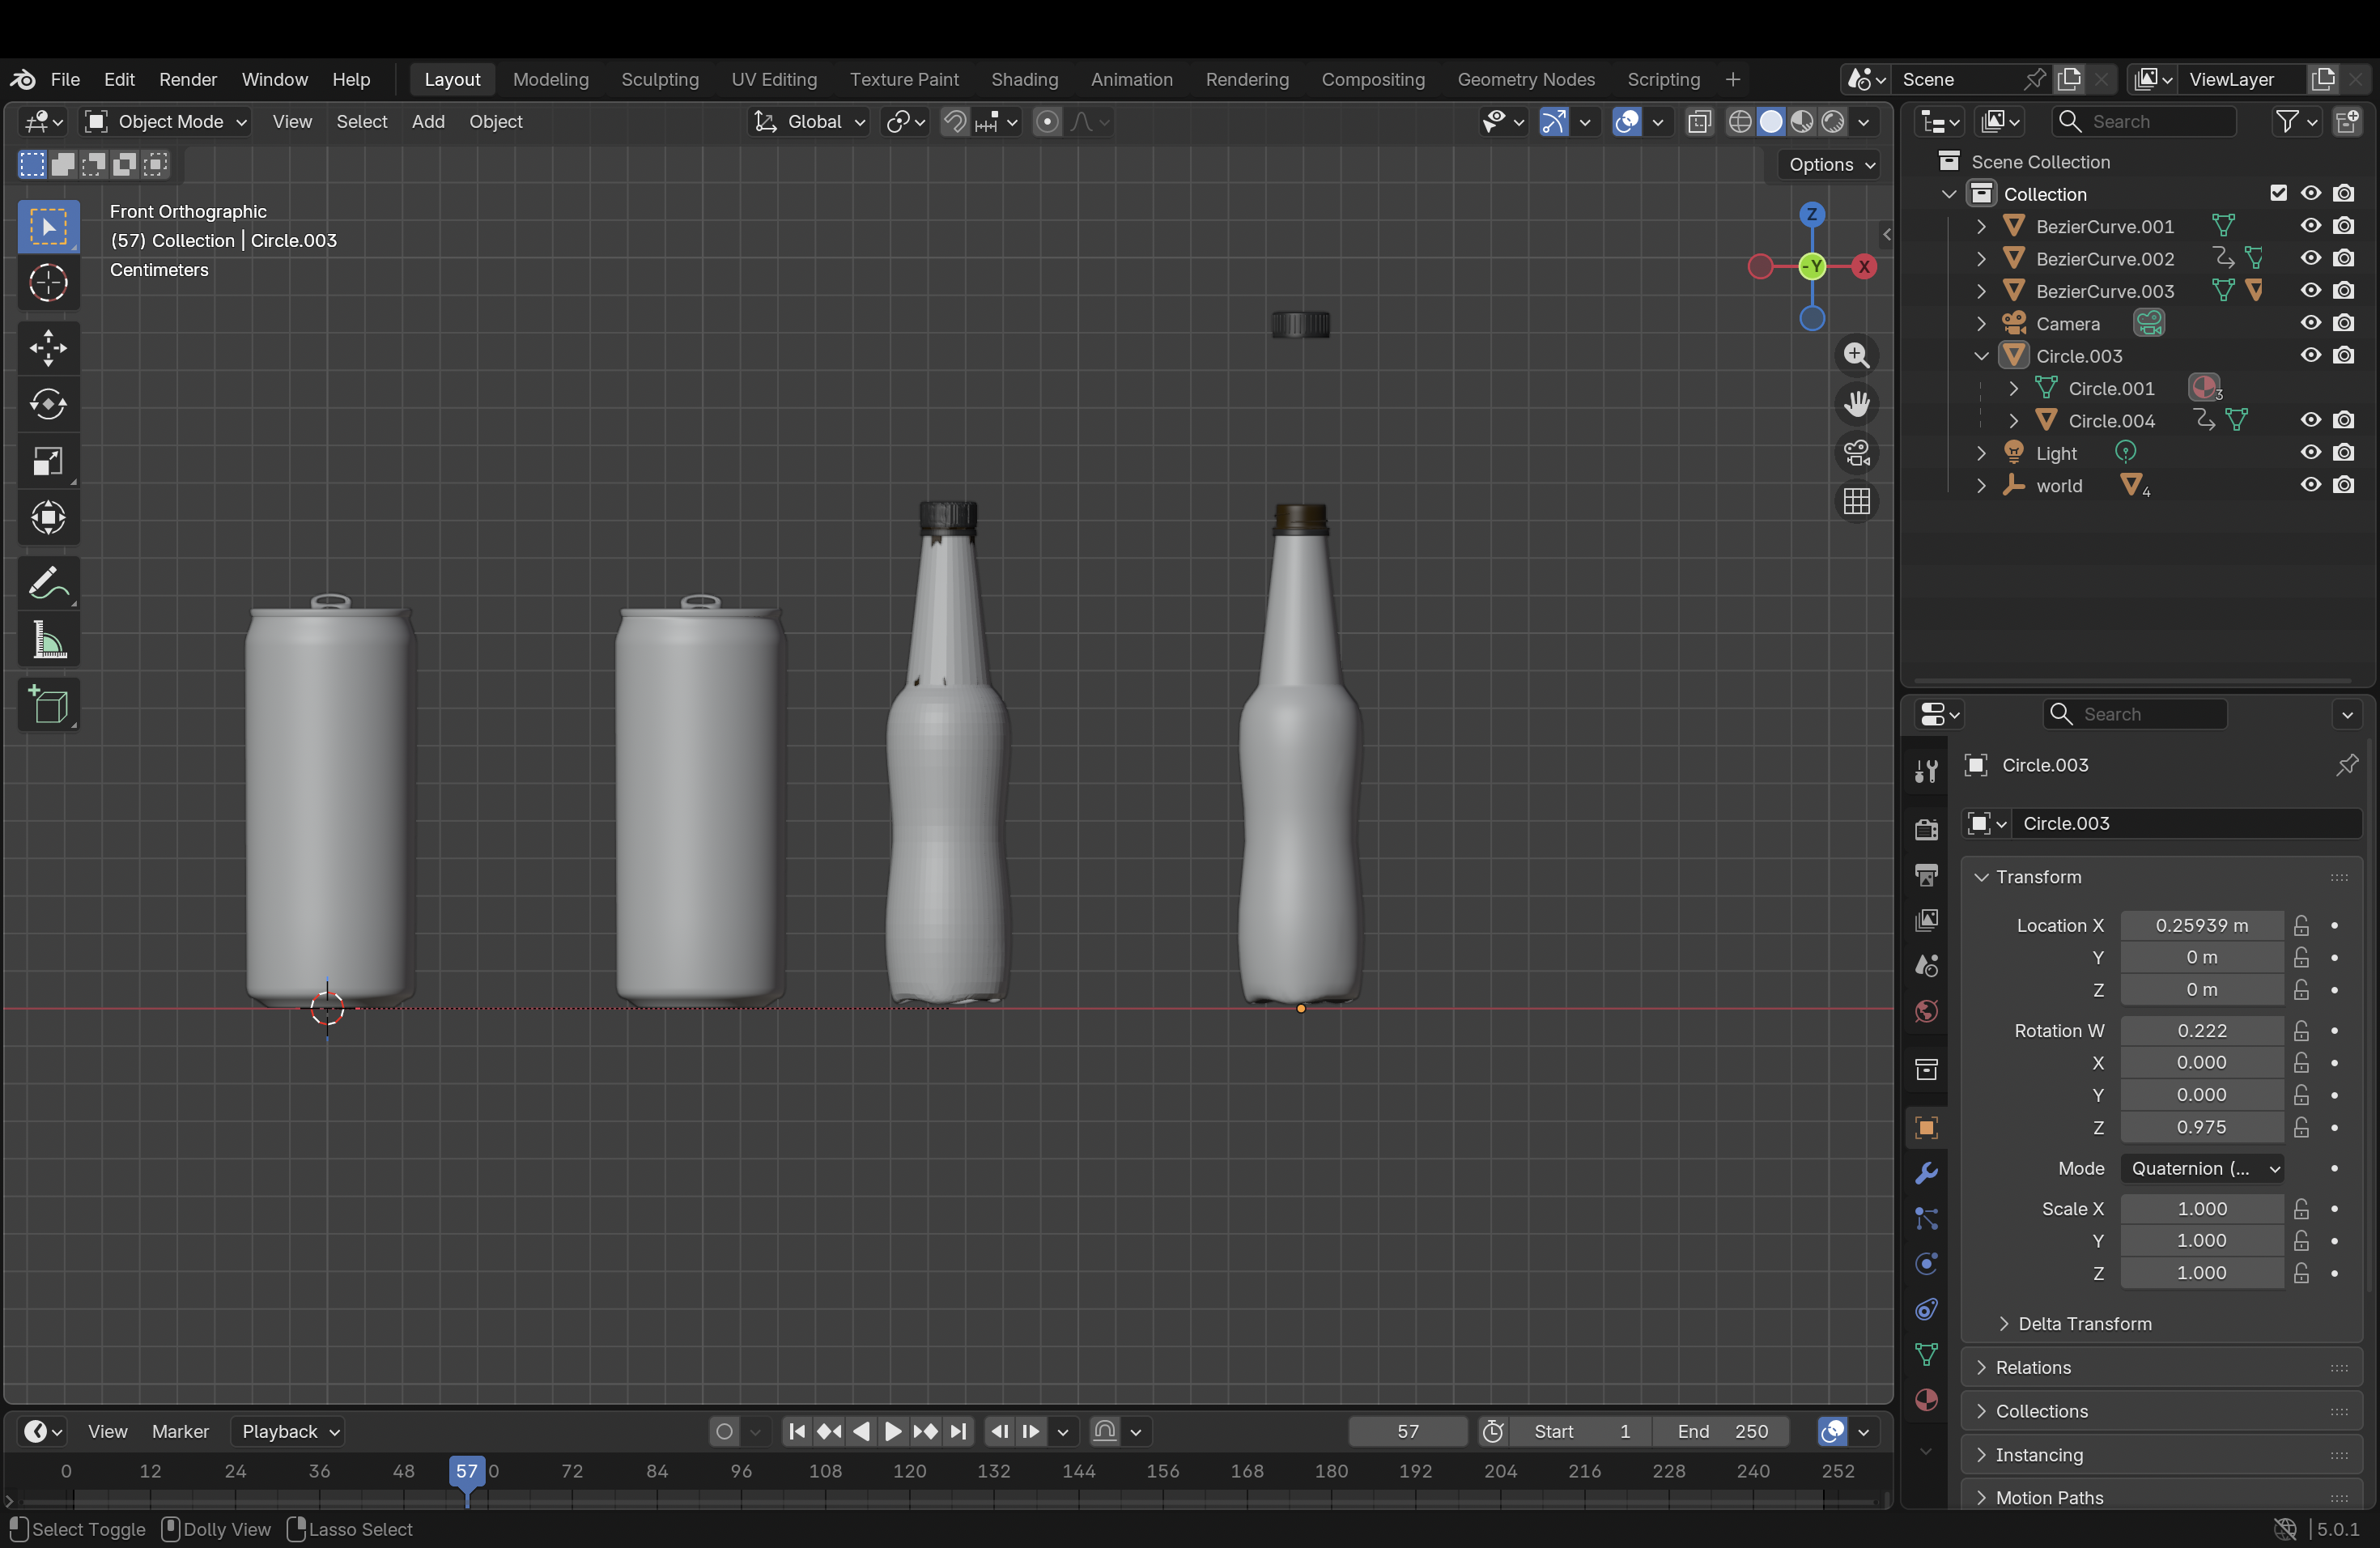 File Edit Render Window Help Layout Modeling Sculpting UV Editing Texture Paint Shading Animation Rendering Compositing Geometry Nodes Scripting + Scene ViewLayer
Object Mode View Select Add Object Global Search
Options
Front Orthographic
(57) Collection | Circle.003
Centimeters
Z
-Y X
Scene Collection
Collection
BezierCurve.001
BezierCurve.002
BezierCurve.003
Camera
Circle.003
Circle.001 3
Circle.004
Light
world 4
Search
Circle.003
Circle.003
Transform
Location X 0.25939 m
Y 0 m
Z 0 m
Rotation W 0.222
X 0.000
Y 0.000
Z 0.975
Mode Quaternion (...
Scale X 1.000
Y 1.000
Z 1.000
Delta Transform
Relations
Collections
Instancing
Motion Paths
View Marker Playback 57 Start 1 End 250
0 12 24 36 48 57 0 72 84 96 108 120 132 144 156 168 180 192 204 216 228 240 252
Select Toggle Dolly View Lasso Select 5.0.1